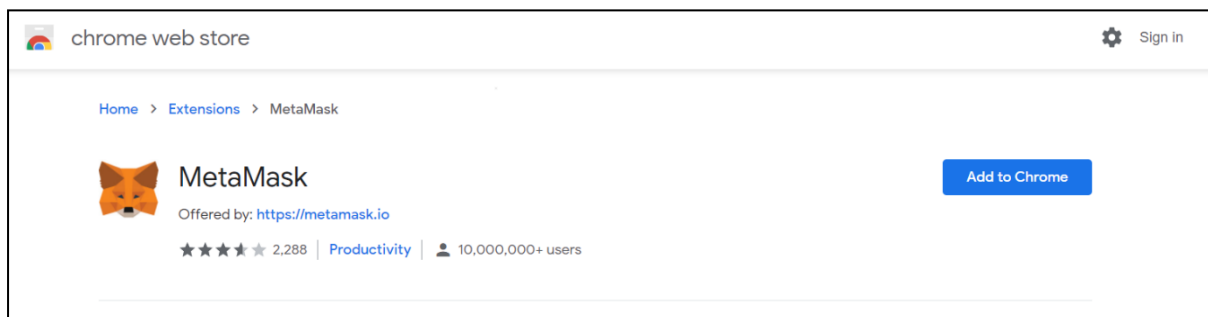 chrome web store
Sign in
Home > Extensions > MetaMask
MetaMask
Add to Chrome
Offered by: https://metamask.io
2,288 | Productivity | 10,000,000+ users